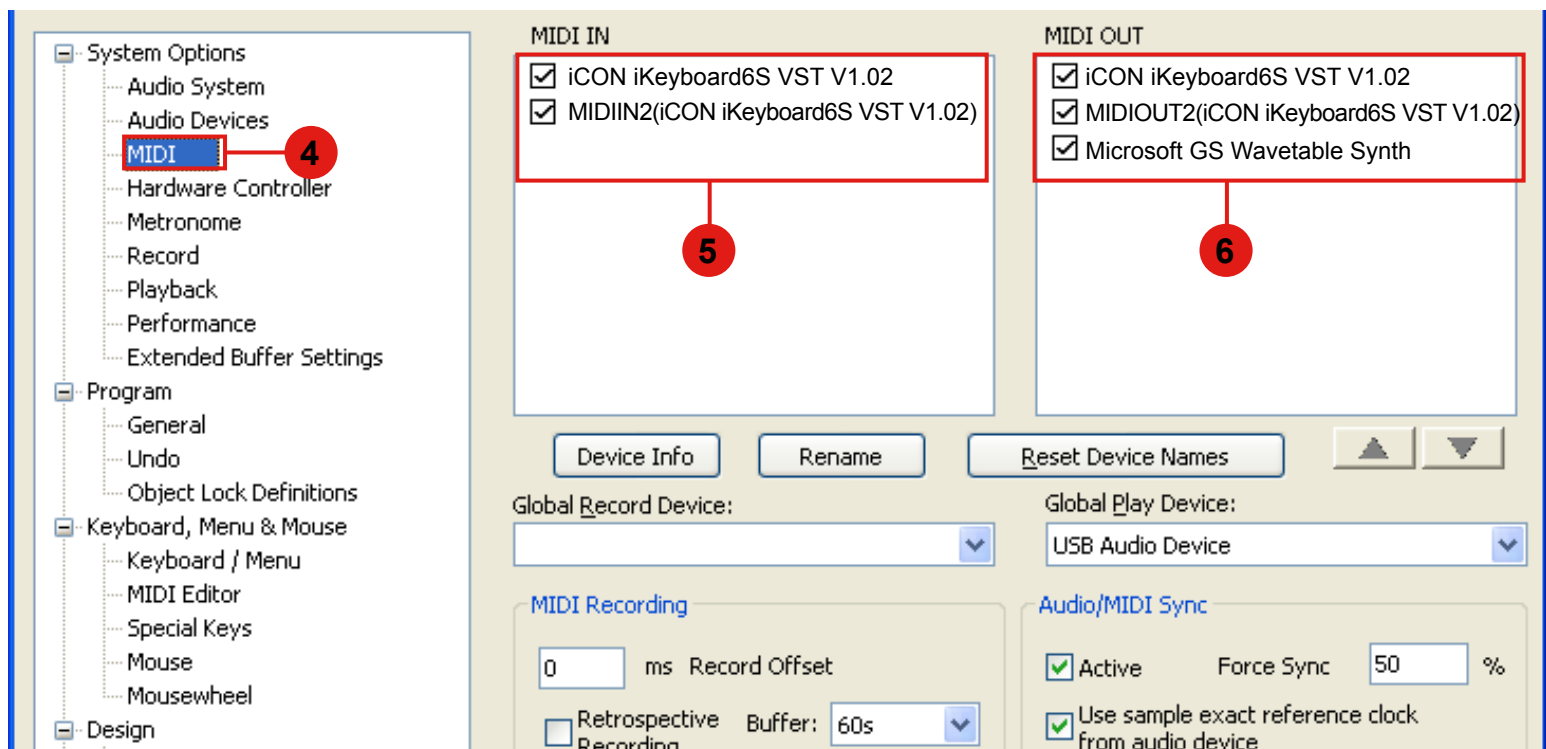 System Options
Audio System
Audio Devices
MIDI
4
Hardware Controller
Metronome
Record
Playback
Performance
Extended Buffer Settings
Program
General
Undo
Object Lock Definitions
Keyboard, Menu & Mouse
Keyboard / Menu
MIDI Editor
Special Keys
Mouse
Mousewheel
Design
MIDI IN
iCON iKeyboard6S VST V1.02
MIDIIN2(iCON iKeyboard6S VST V1.02)
5
MIDI OUT
iCON iKeyboard6S VST V1.02
MIDIOUT2(iCON iKeyboard6S VST V1.02)
Microsoft GS Wavetable Synth
6
Device Info
Rename
Reset Device Names
Global Record Device:
Global Play Device:
USB Audio Device
MIDI Recording
0 ms Record Offset
Retrospective Recording
Buffer: 60s
Audio/MIDI Sync
Active
Force Sync 50 %
Use sample exact reference clock
from audio device